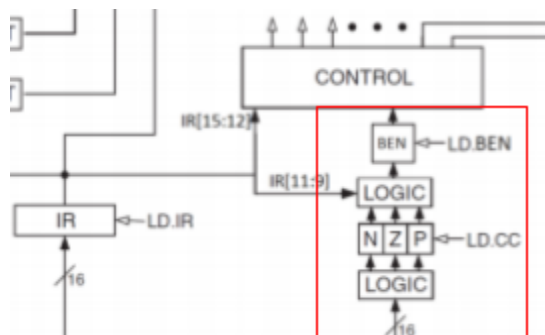 CONTROL
IR[15:12]
BEN
LD.BEN
IR[11:9]
LOGIC
IR
LD.IR
N Z P
LD.CC
16
LOGIC
16